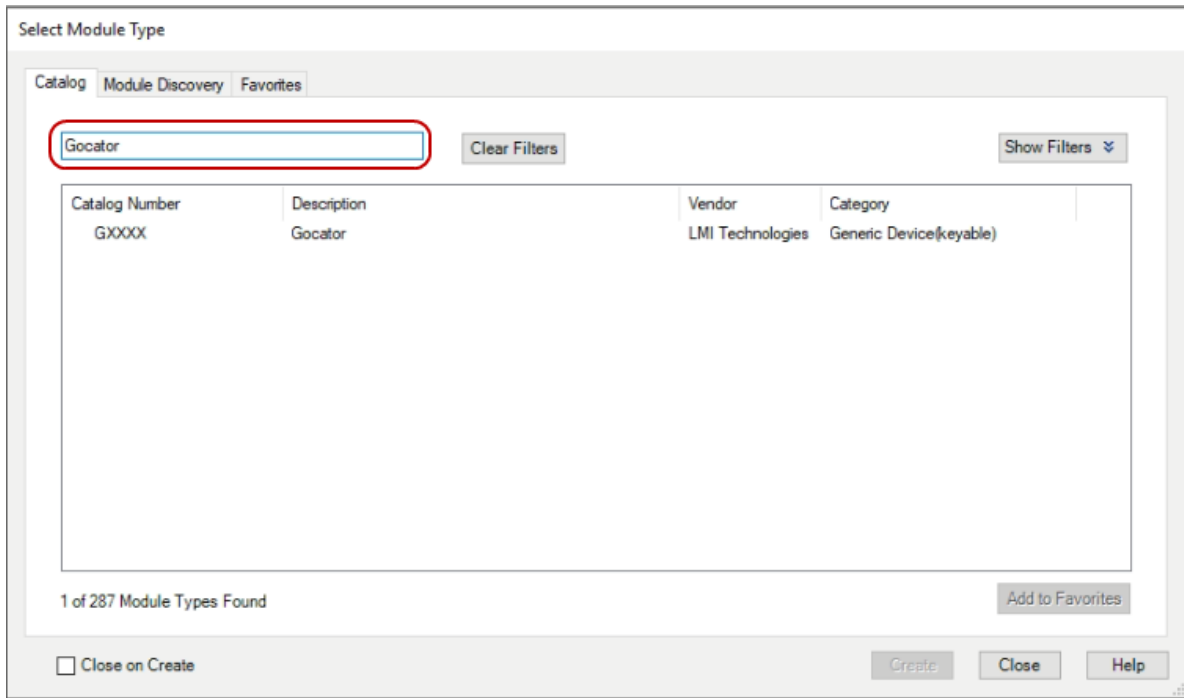 Select Module Type
Catalog Module Discovery Favorites
Gocator Clear Filters Show Filters
Catalog Number Description Vendor Category
GXXXX Gocator LMI Technologies Generic Device(keyable)
1 of 287 Module Types Found Add to Favorites
Close on Create Create Close Help